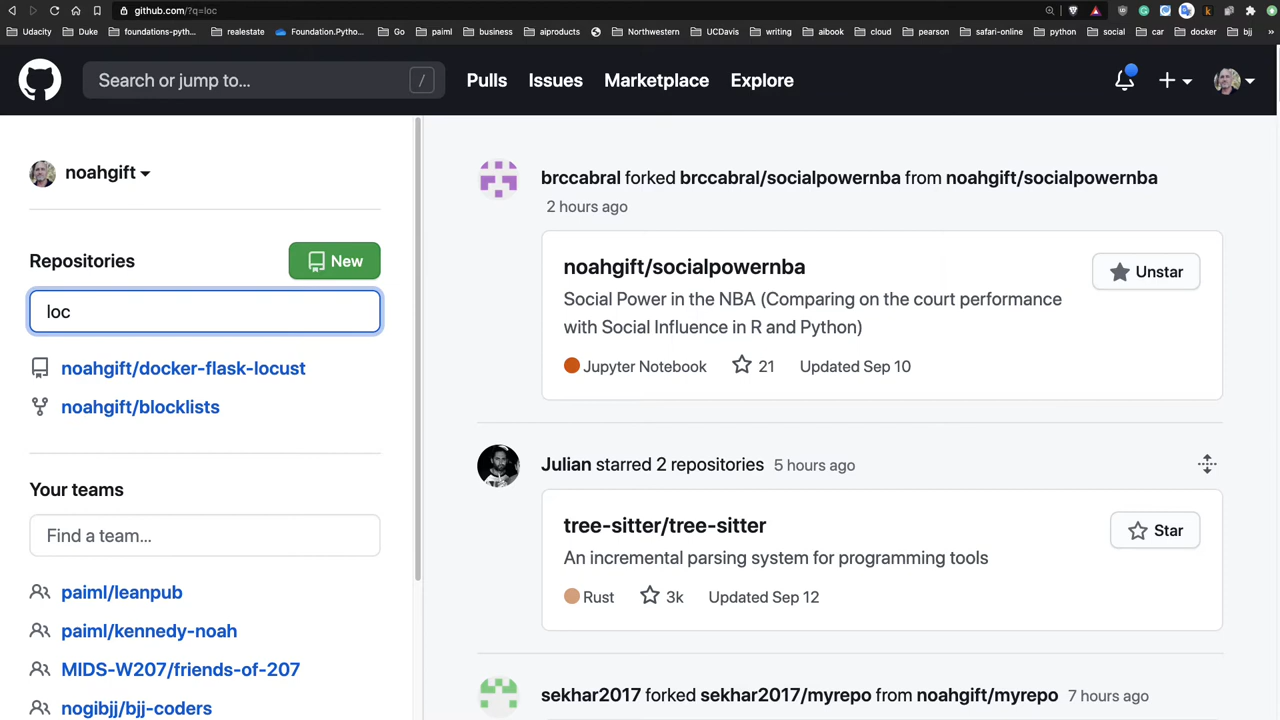 github.com/?q=loc
Udacity Duke foundations-pyth... realestate Foundation.Pytho... Go paiml business aiproducts Northwestern UCDavis writing aibook cloud pearson safari-online python social car docker bjj »
Search or jump to... / Pulls Issues Marketplace Explore
noahgift
Repositories New
loc
noahgift/docker-flask-locust
noahgift/blocklists
Your teams
Find a team...
paiml/leanpub
paiml/kennedy-noah
MIDS-W207/friends-of-207
nogibjj/bjj-coders
brccabral forked brccabral/socialpowernba from noahgift/socialpowernba
2 hours ago
noahgift/socialpowernba Unstar
Social Power in the NBA (Comparing on the court performance
with Social Influence in R and Python)
Jupyter Notebook 21 Updated Sep 10
Julian starred 2 repositories 5 hours ago
tree-sitter/tree-sitter Star
An incremental parsing system for programming tools
Rust 3k Updated Sep 12
sekhar2017 forked sekhar2017/myrepo from noahgift/myrepo 7 hours ago